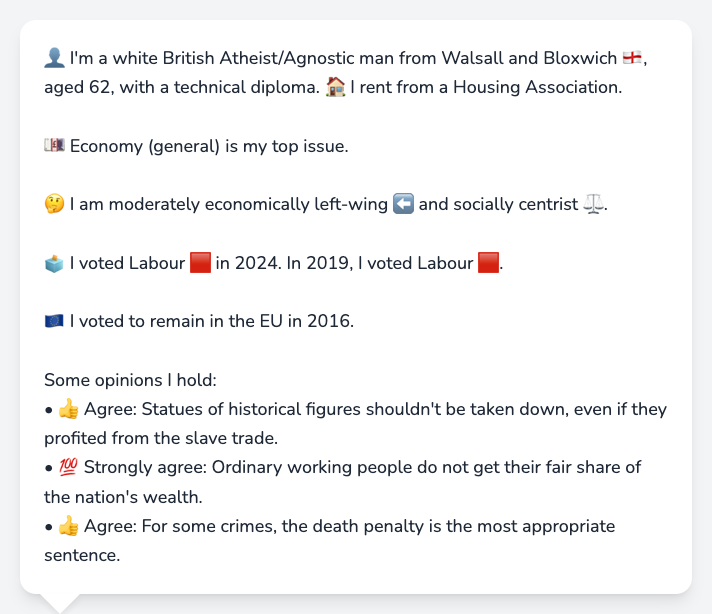 👤 I'm a white British Atheist/Agnostic man from Walsall and Bloxwich 🏴󠁧󠁢󠁥󠁮󠁧󠁿,
aged 62, with a technical diploma. 🏠 I rent from a Housing Association.
💷 Economy (general) is my top issue.
🤔 I am moderately economically left-wing ⬅️ and socially centrist ⚖️.
🗳️ I voted Labour 🟥 in 2024. In 2019, I voted Labour 🟥.
🇪🇺 I voted to remain in the EU in 2016.
Some opinions I hold:
• 👍 Agree: Statues of historical figures shouldn't be taken down, even if they
profited from the slave trade.
• 💯 Strongly agree: Ordinary working people do not get their fair share of
the nation's wealth.
• 👍 Agree: For some crimes, the death penalty is the most appropriate
sentence.